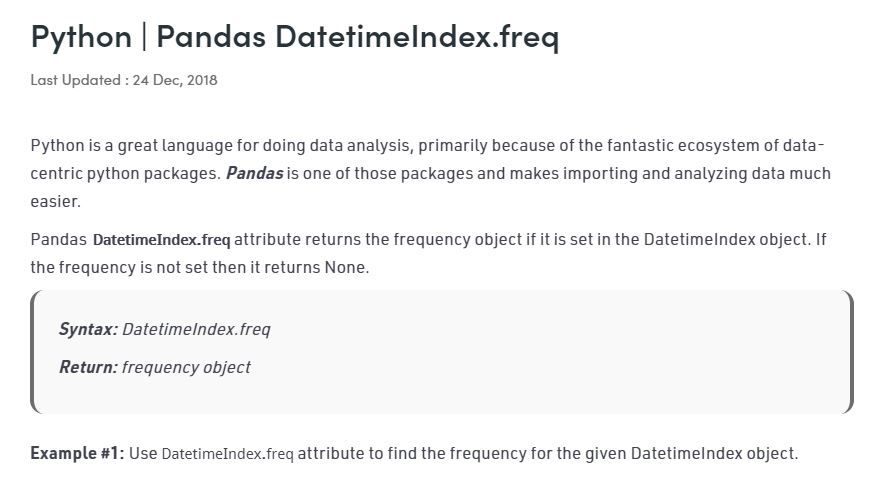 Python | Pandas DatetimeIndex.freq
Last Updated : 24 Dec, 2018
Python is a great language for doing data analysis, primarily because of the fantastic ecosystem of data-
centric python packages. Pandas is one of those packages and makes importing and analyzing data much
easier.
Pandas DatetimeIndex.freq attribute returns the frequency object if it is set in the DatetimeIndex object. If
the frequency is not set then it returns None.
Syntax: DatetimeIndex.freq
Return: frequency object
Example #1: Use DatetimeIndex.freq attribute to find the frequency for the given DatetimeIndex object.